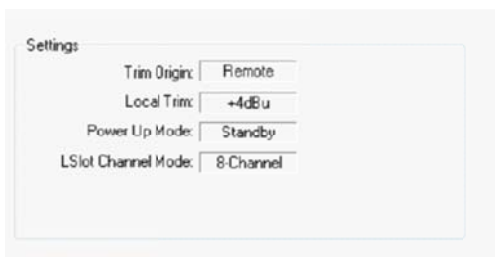 Settings
Trim Origin: Remote
Local Trim: +4dBu
Power Up Mode: Standby
LSlot Channel Mode: 8-Channel